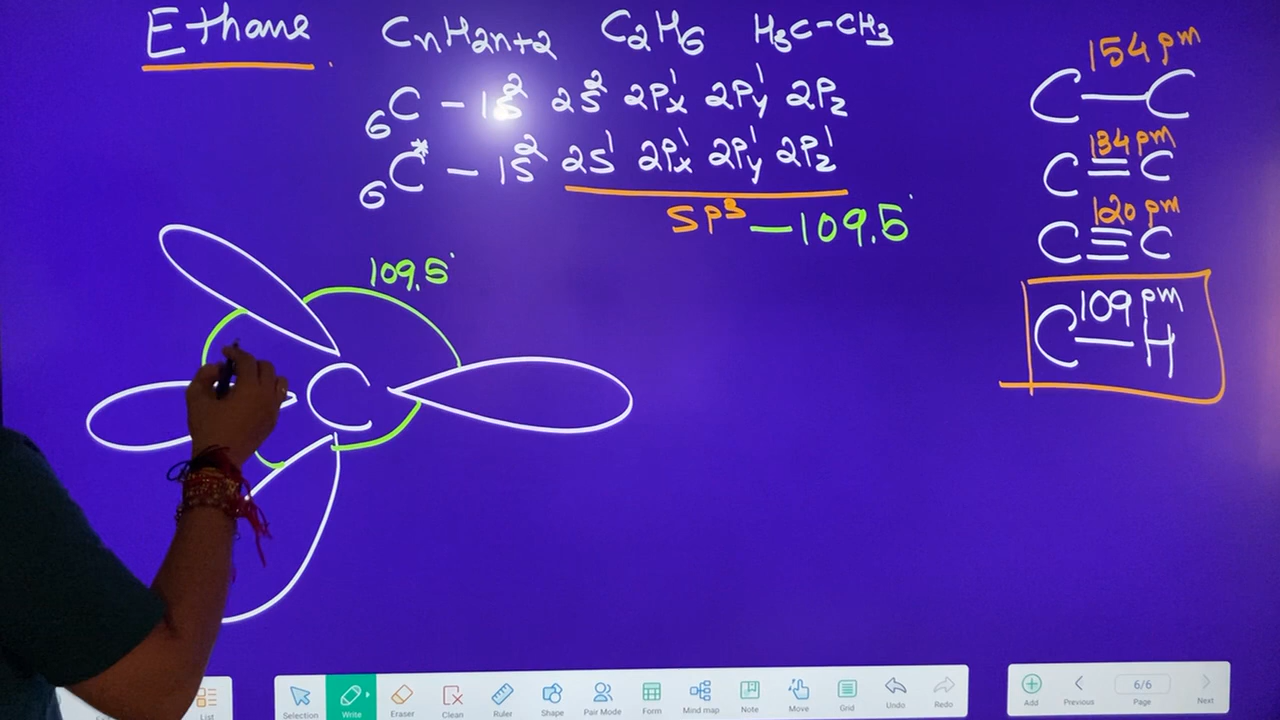 Ethane CnH2n+2 C2H6 H3C-CH3
6C - 1s² 2s² 2Px¹ 2Py¹ 2Pz
6C* - 1s² 2s¹ 2Px¹ 2Py¹ 2Pz¹
SP³ - 109.5°
109.5°
C
154 pm
C-C
134 pm
C=C
120 pm
C≡C
109 pm
C-H
List
Selection
Write
Eraser
Clean
Ruler
Shape
Pair Mode
Form
Mind map
Note
Move
Grid
Undo
Redo
Add
Previous
6/6
Page
Next